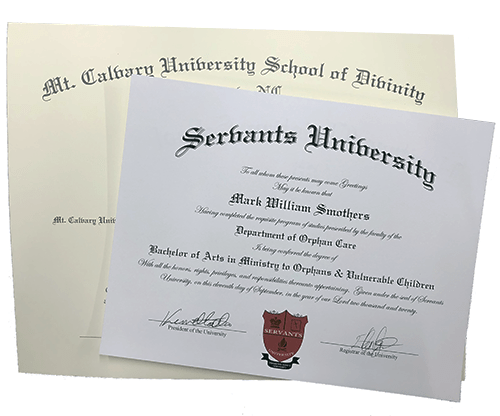 Mt. Calvary University School of Divinity
NC
Servants University
To all whom these presents may come Greetings
May it be known that
Mark William Smothers
Having completed the requisite program of studies prescribed by the faculty of the
Department of Orphan Care
Is being conferred the degree of
Mt. Calvary Uni
Bachelor of Arts in Ministry to Orphans & Vulnerable Children
With all the honors, rights, privileges, and responsibilities thereunto appertaining. Given under the seal of Servants
University, on this eleventh day of September, in the year of our Lord two thousand and twenty.
SERVANTS
UNIVERSITY
President of the University
Registrar of the University